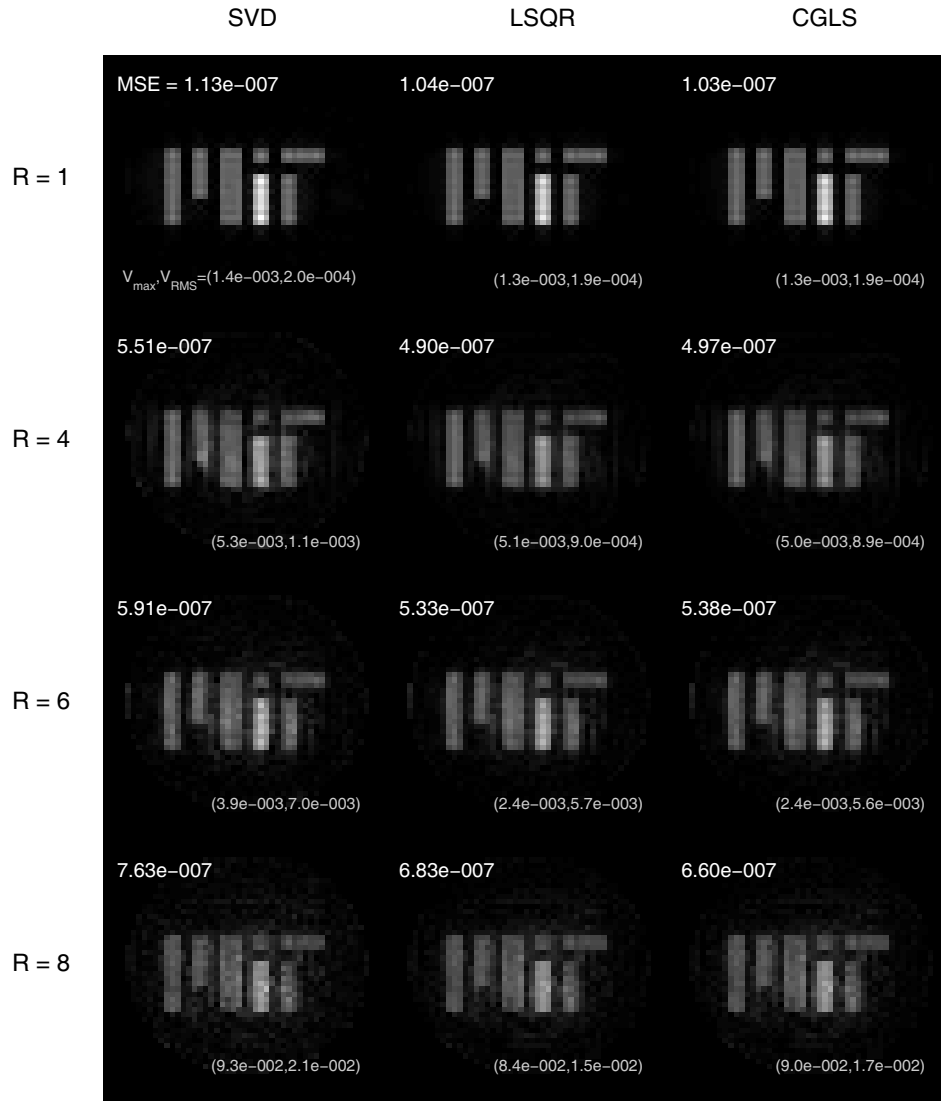 SVD LSQR CGLS
MSE = 1.13e−007 1.04e−007 1.03e−007
R = 1
V_max,V_RMS=(1.4e−003,2.0e−004) (1.3e−003,1.9e−004) (1.3e−003,1.9e−004)
5.51e−007 4.90e−007 4.97e−007
R = 4
(5.3e−003,1.1e−003) (5.1e−003,9.0e−004) (5.0e−003,8.9e−004)
5.91e−007 5.33e−007 5.38e−007
R = 6
(3.9e−003,7.0e−003) (2.4e−003,5.7e−003) (2.4e−003,5.6e−003)
7.63e−007 6.83e−007 6.60e−007
R = 8
(9.3e−002,2.1e−002) (8.4e−002,1.5e−002) (9.0e−002,1.7e−002)